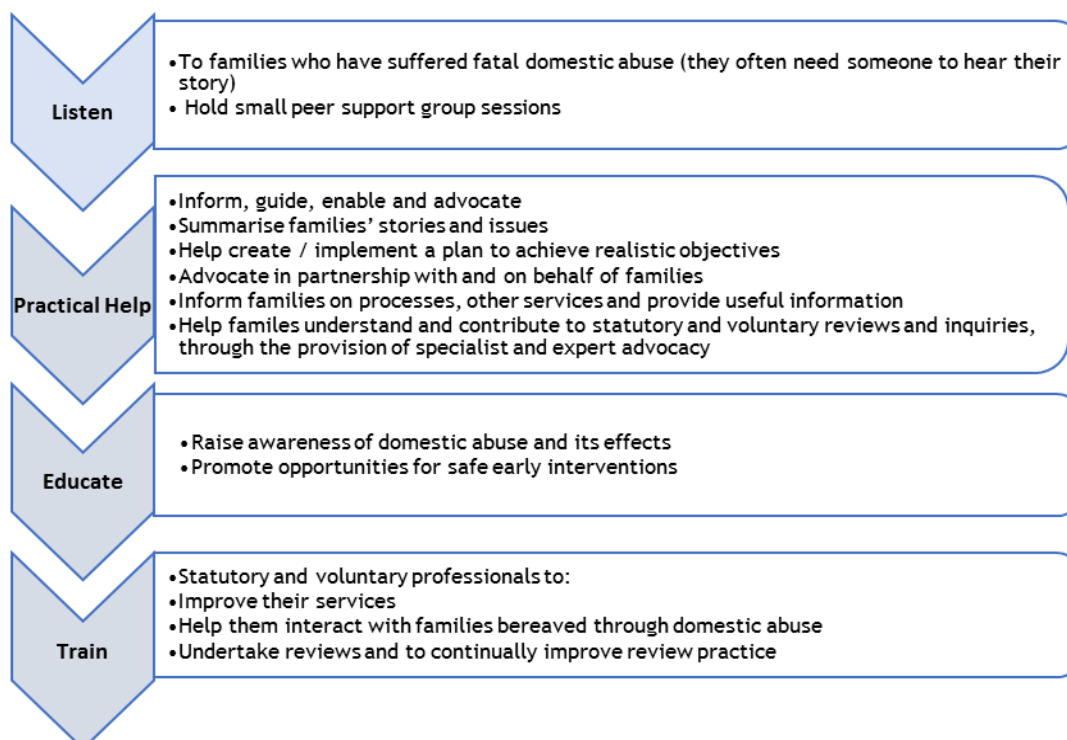 Listen
•To families who have suffered fatal domestic abuse (they often need someone to hear their
story)
• Hold small peer support group sessions
Practical Help
•Inform, guide, enable and advocate
•Summarise families’ stories and issues
•Help create / implement a plan to achieve realistic objectives
•Advocate in partnership with and on behalf of families
•Inform families on processes, other services and provide useful information
•Help familes understand and contribute to statutory and voluntary reviews and inquiries,
through the provision of specialist and expert advocacy
Educate
•Raise awareness of domestic abuse and its effects
•Promote opportunities for safe early interventions
Train
•Statutory and voluntary professionals to:
•Improve their services
•Help them interact with families bereaved through domestic abuse
•Undertake reviews and to continually improve review practice